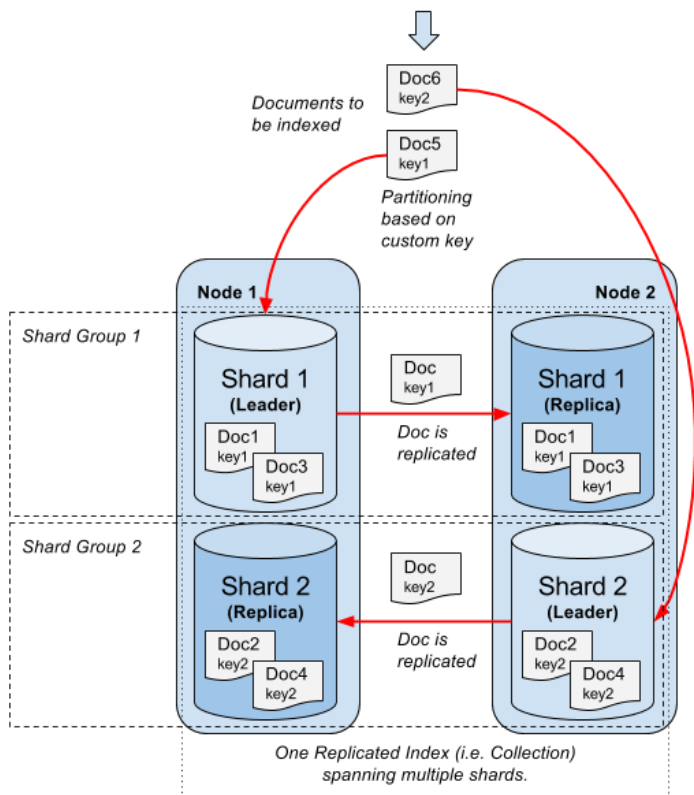 Doc6
key2
Documents to
be indexed
Doc5
key1
Partitioning
based on
custom key
Node 1
Node 2
Shard Group 1
Shard 1
(Leader)
Doc1
key1
Doc3
key1
Doc
key1
Doc is
replicated
Shard 1
(Replica)
Doc1
key1
Doc3
key1
Shard Group 2
Shard 2
(Replica)
Doc2
key2
Doc4
key2
Doc
key2
Doc is
replicated
Shard 2
(Leader)
Doc2
key2
Doc4
key2
One Replicated Index (i.e. Collection)
spanning multiple shards.